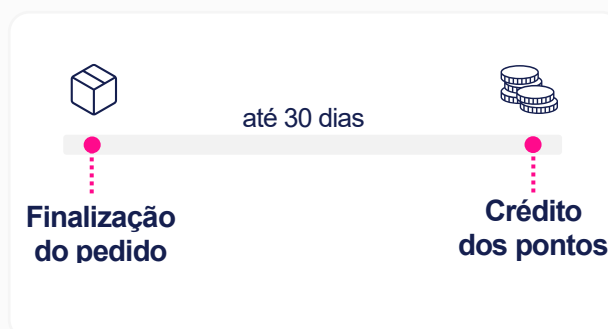 até 30 dias
Finalização
do pedido
Crédito
dos pontos